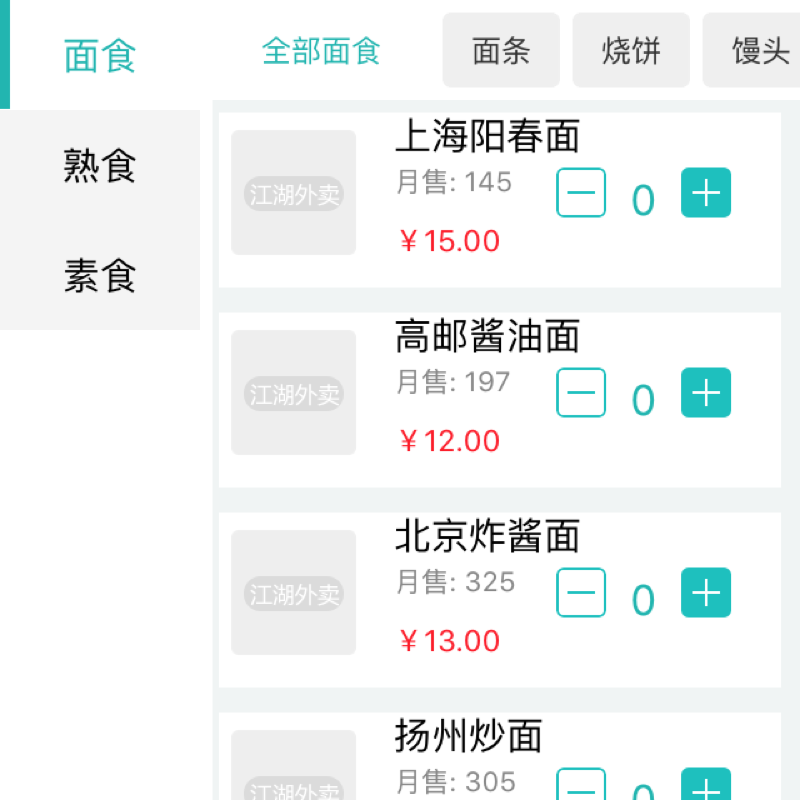 面食
全部面食
面条
烧饼
馒头
熟食
素食
江湖外卖
上海阳春面
月售: 145
0
￥15.00
江湖外卖
高邮酱油面
月售: 197
0
￥12.00
江湖外卖
北京炸酱面
月售: 325
0
￥13.00
江湖外卖
扬州炒面
月售: 305
0